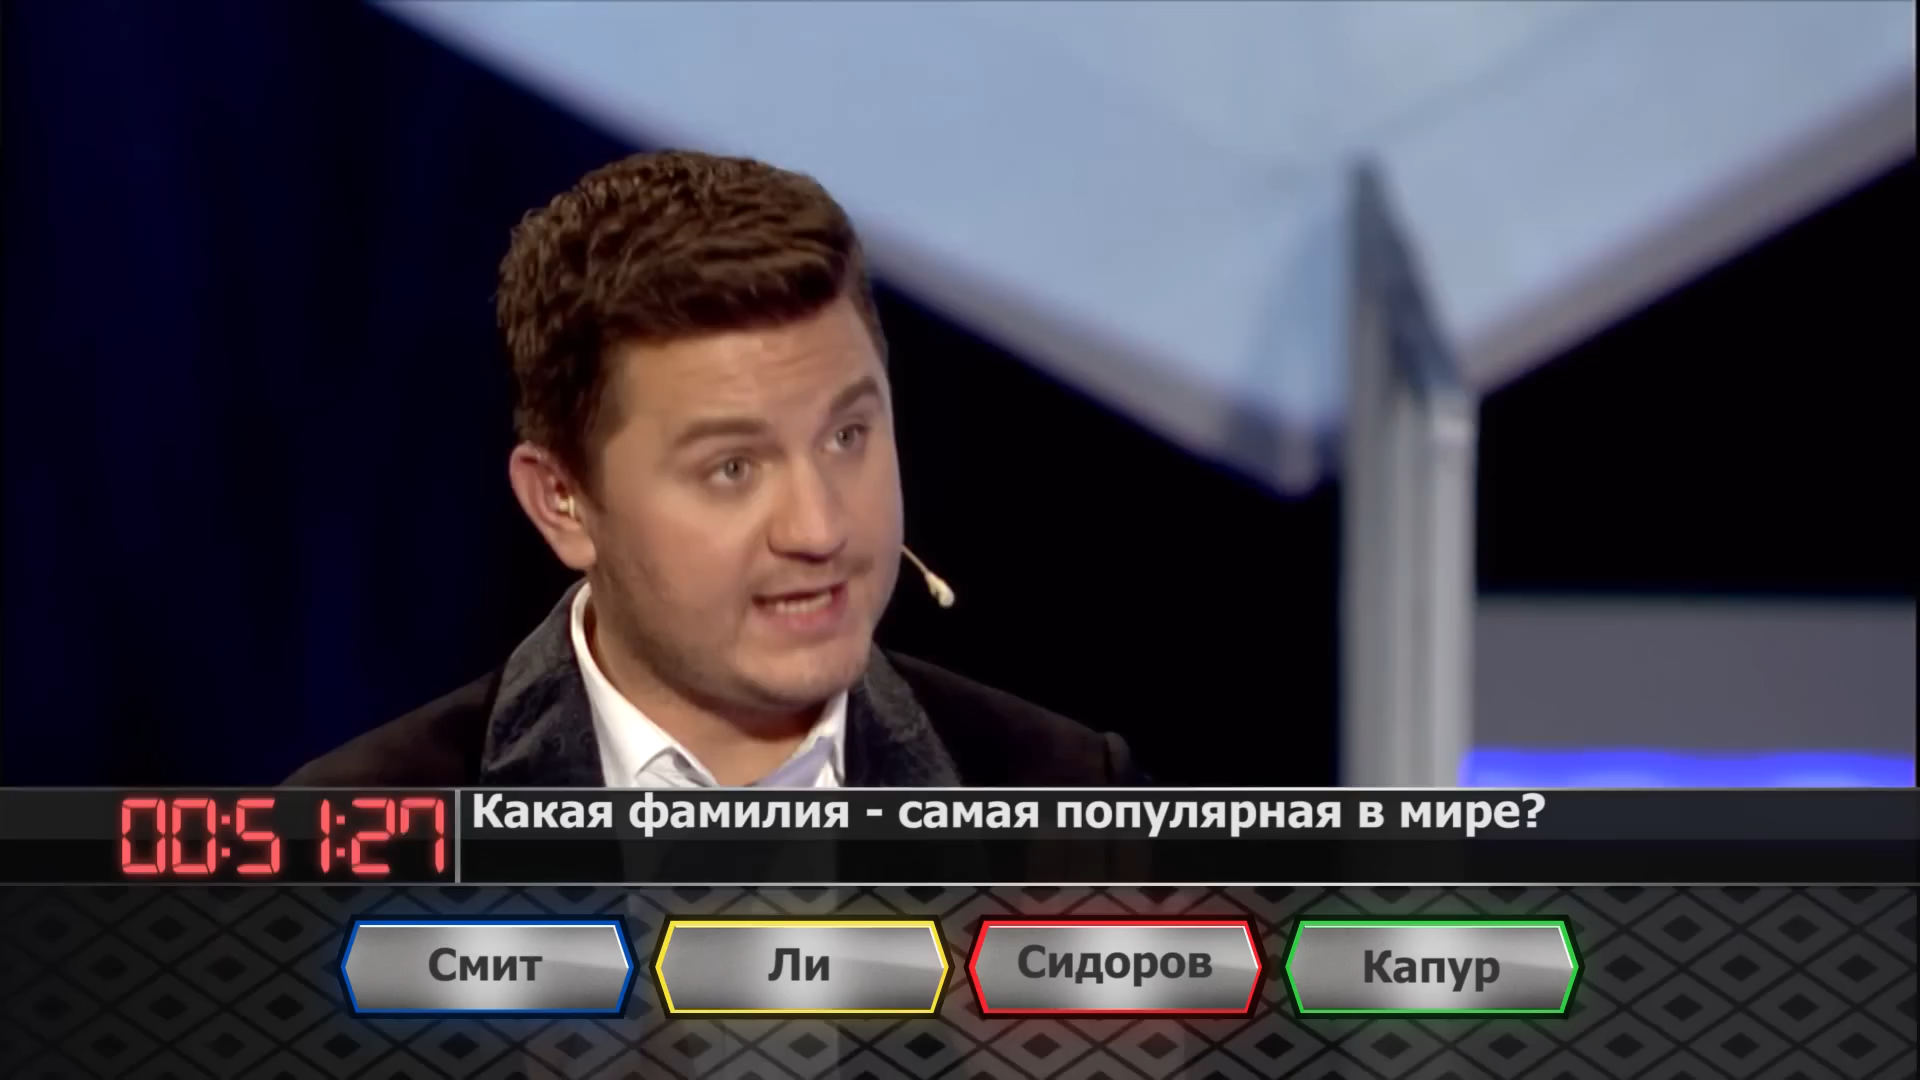 00:51:27
Какая фамилия - самая популярная в мире?
Смит
Ли
Сидоров
Капур